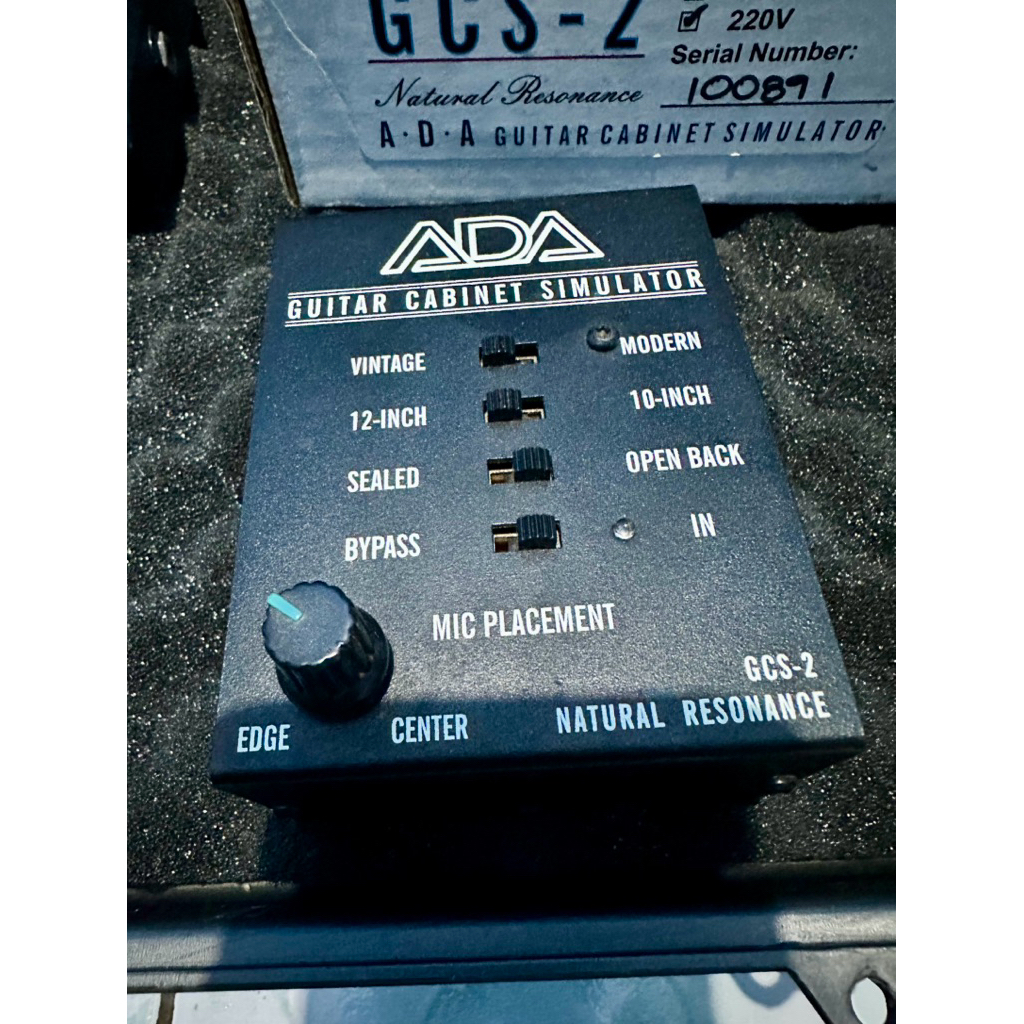 GCS-2
220V
Serial Number:
100891
Natural Resonance
A·D·A GUITAR CABINET SIMULATOR
ADA
GUITAR CABINET SIMULATOR
VINTAGE MODERN
12-INCH 10-INCH
SEALED OPEN BACK
BYPASS IN
MIC PLACEMENT
EDGE CENTER
GCS-2
NATURAL RESONANCE